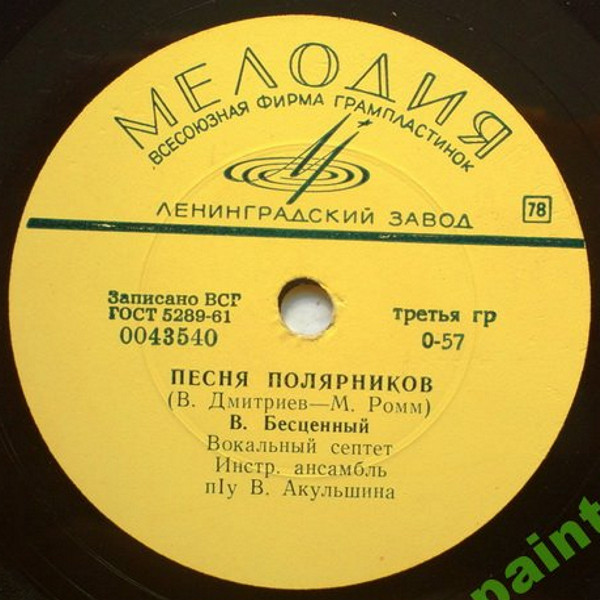 МЕЛОДИЯ
ВСЕСОЮЗНАЯ ФИРМА ГРАМПЛАСТИНОК
ЛЕНИНГРАДСКИЙ ЗАВОД
78
Записано ВСГ
ГОСТ 5289-61
0043540
третья гр
0-57
ПЕСНЯ ПОЛЯРНИКОВ
(В. Дмитриев—М. Ромм)
В. Бесценный
Вокальный септет
Инстр. ансамбль
пIу В. Акульшина
paint